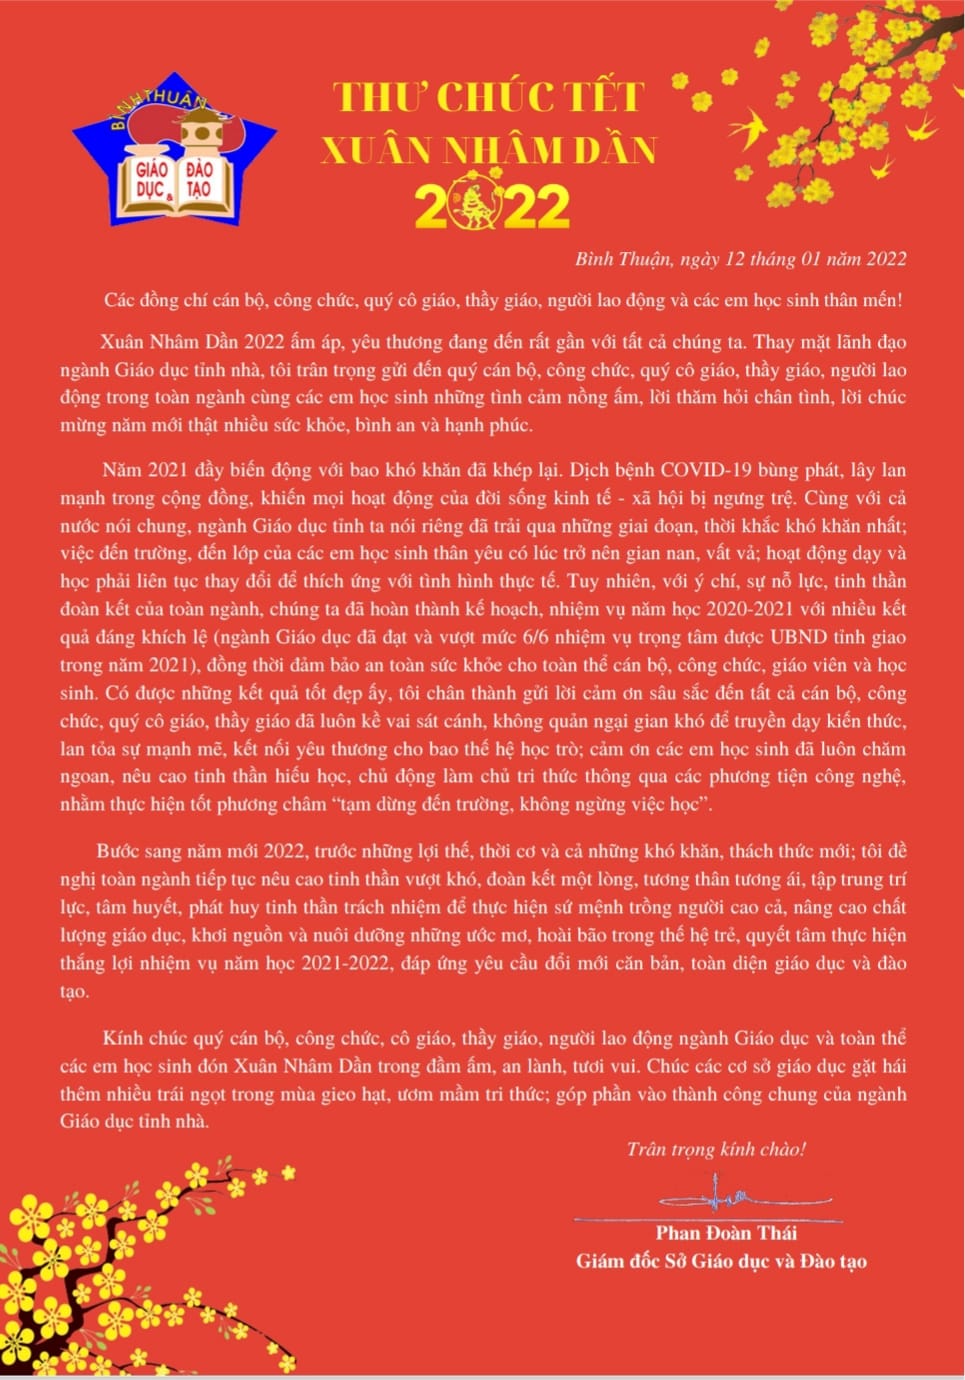 BÌNH THUẬN
GIÁO
DỤC
&
ĐÀO
TẠO
THƯ CHÚC TẾT
XUÂN NHÂM DẦN
2022
Bình Thuận, ngày 12 tháng 01 năm 2022
Các đồng chí cán bộ, công chức, quý cô giáo, thầy giáo, người lao động và các em học sinh thân mến!
Xuân Nhâm Dần 2022 ấm áp, yêu thương đang đến rất gần với tất cả chúng ta. Thay mặt lãnh đạo
ngành Giáo dục tỉnh nhà, tôi trân trọng gửi đến quý cán bộ, công chức, quý cô giáo, thầy giáo, người lao
động trong toàn ngành cùng các em học sinh những tình cảm nồng ấm, lời thăm hỏi chân tình, lời chúc
mừng năm mới thật nhiều sức khỏe, bình an và hạnh phúc.
Năm 2021 đầy biến động với bao khó khăn đã khép lại. Dịch bệnh COVID-19 bùng phát, lây lan
mạnh trong cộng đồng, khiến mọi hoạt động của đời sống kinh tế - xã hội bị ngưng trệ. Cùng với cả
nước nói chung, ngành Giáo dục tỉnh ta nói riêng đã trải qua những giai đoạn, thời khắc khó khăn nhất;
việc đến trường, đến lớp của các em học sinh thân yêu có lúc trở nên gian nan, vất vả; hoạt động dạy và
học phải liên tục thay đổi để thích ứng với tình hình thực tế. Tuy nhiên, với ý chí, sự nỗ lực, tinh thần
đoàn kết của toàn ngành, chúng ta đã hoàn thành kế hoạch, nhiệm vụ năm học 2020-2021 với nhiều kết
quả đáng khích lệ (ngành Giáo dục đã đạt và vượt mức 6/6 nhiệm vụ trọng tâm được UBND tỉnh giao
trong năm 2021), đồng thời đảm bảo an toàn sức khỏe cho toàn thể cán bộ, công chức, giáo viên và học
sinh. Có được những kết quả tốt đẹp ấy, tôi chân thành gửi lời cảm ơn sâu sắc đến tất cả cán bộ, công
chức, quý cô giáo, thầy giáo đã luôn kề vai sát cánh, không quản ngại gian khó để truyền dạy kiến thức,
lan tỏa sự mạnh mẽ, kết nối yêu thương cho bao thế hệ học trò; cảm ơn các em học sinh đã luôn chăm
ngoan, nêu cao tinh thần hiếu học, chủ động làm chủ tri thức thông qua các phương tiện công nghệ,
nhằm thực hiện tốt phương châm “tạm dừng đến trường, không ngừng việc học”.
Bước sang năm mới 2022, trước những lợi thế, thời cơ và cả những khó khăn, thách thức mới; tôi đề
nghị toàn ngành tiếp tục nêu cao tinh thần vượt khó, đoàn kết một lòng, tương thân tương ái, tập trung trí
lực, tâm huyết, phát huy tinh thần trách nhiệm để thực hiện sứ mệnh trồng người cao cả, nâng cao chất
lượng giáo dục, khơi nguồn và nuôi dưỡng những ước mơ, hoài bão trong thế hệ trẻ, quyết tâm thực hiện
thắng lợi nhiệm vụ năm học 2021-2022, đáp ứng yêu cầu đổi mới căn bản, toàn diện giáo dục và đào
tạo.
Kính chúc quý cán bộ, công chức, cô giáo, thầy giáo, người lao động ngành Giáo dục và toàn thể
các em học sinh đón Xuân Nhâm Dần trong đầm ấm, an lành, tươi vui. Chúc các cơ sở giáo dục gặt hái
thêm nhiều trái ngọt trong mùa gieo hạt, ươm mầm tri thức; góp phần vào thành công chung của ngành
Giáo dục tỉnh nhà.
Trân trọng kính chào!
Phan Đoàn Thái
Giám đốc Sở Giáo dục và Đào tạo